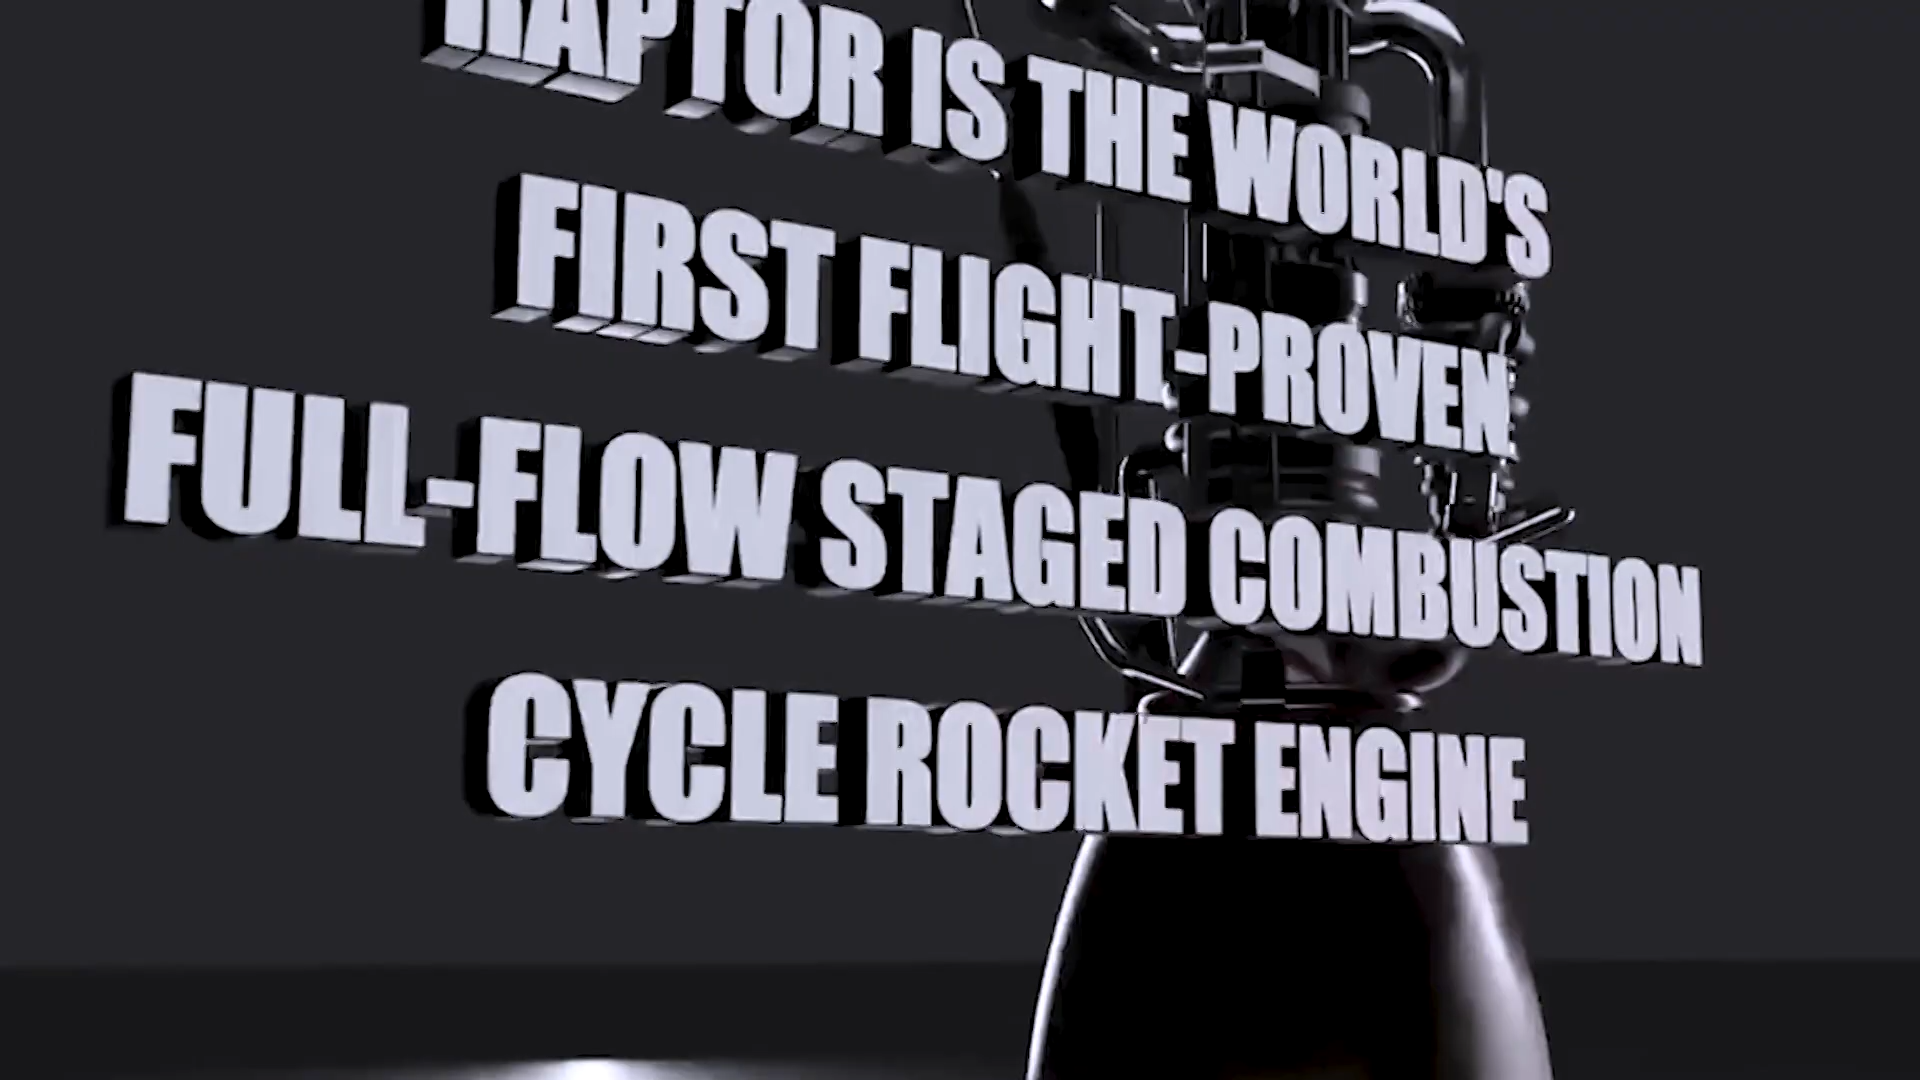 RAPTOR IS THE WORLD'S
FIRST FLIGHT-PROVEN
FULL-FLOW STAGED COMBUSTION
CYCLE ROCKET ENGINE